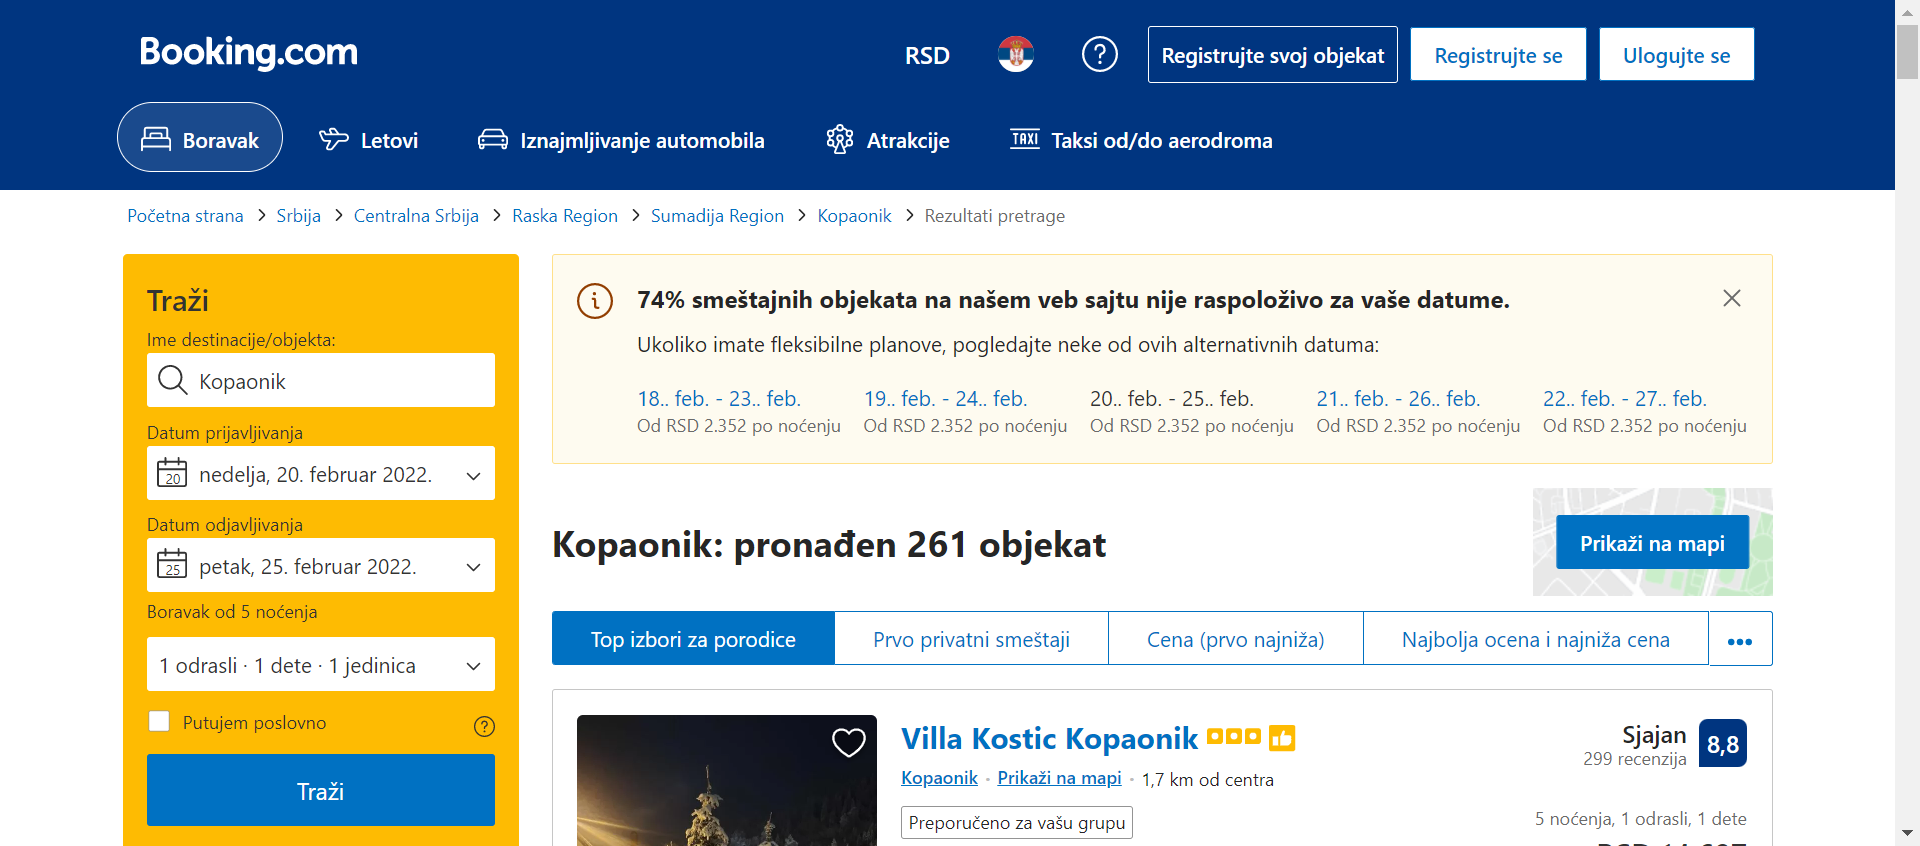 Booking.com
RSD
Registrujte svoj objekat
Registrujte se
Ulogujte se
Boravak
Letovi
Iznajmljivanje automobila
Atrakcije
TAXI Taksi od/do aerodroma
Početna strana > Srbija > Centralna Srbija > Raska Region > Sumadija Region > Kopaonik > Rezultati pretrage
Traži
Ime destinacije/objekta:
Kopaonik
Datum prijavljivanja
20 nedelja, 20. februar 2022.
Datum odjavljivanja
25 petak, 25. februar 2022.
Boravak od 5 noćenja
1 odrasli · 1 dete · 1 jedinica
Putujem poslovno
Traži
74% smeštajnih objekata na našem veb sajtu nije raspoloživo za vaše datume.
Ukoliko imate fleksibilne planove, pogledajte neke od ovih alternativnih datuma:
18.. feb. - 23.. feb.
Od RSD 2.352 po noćenju
19.. feb. - 24.. feb.
Od RSD 2.352 po noćenju
20.. feb. - 25.. feb.
Od RSD 2.352 po noćenju
21.. feb. - 26.. feb.
Od RSD 2.352 po noćenju
22.. feb. - 27.. feb.
Od RSD 2.352 po noćenju
Kopaonik: pronađen 261 objekat
Prikaži na mapi
Top izbori za porodice
Prvo privatni smeštaji
Cena (prvo najniža)
Najbolja ocena i najniža cena
Villa Kostic Kopaonik
Kopaonik · Prikaži na mapi · 1,7 km od centra
Preporučeno za vašu grupu
Sjajan
299 recenzija
8,8
5 noćenja, 1 odrasli, 1 dete